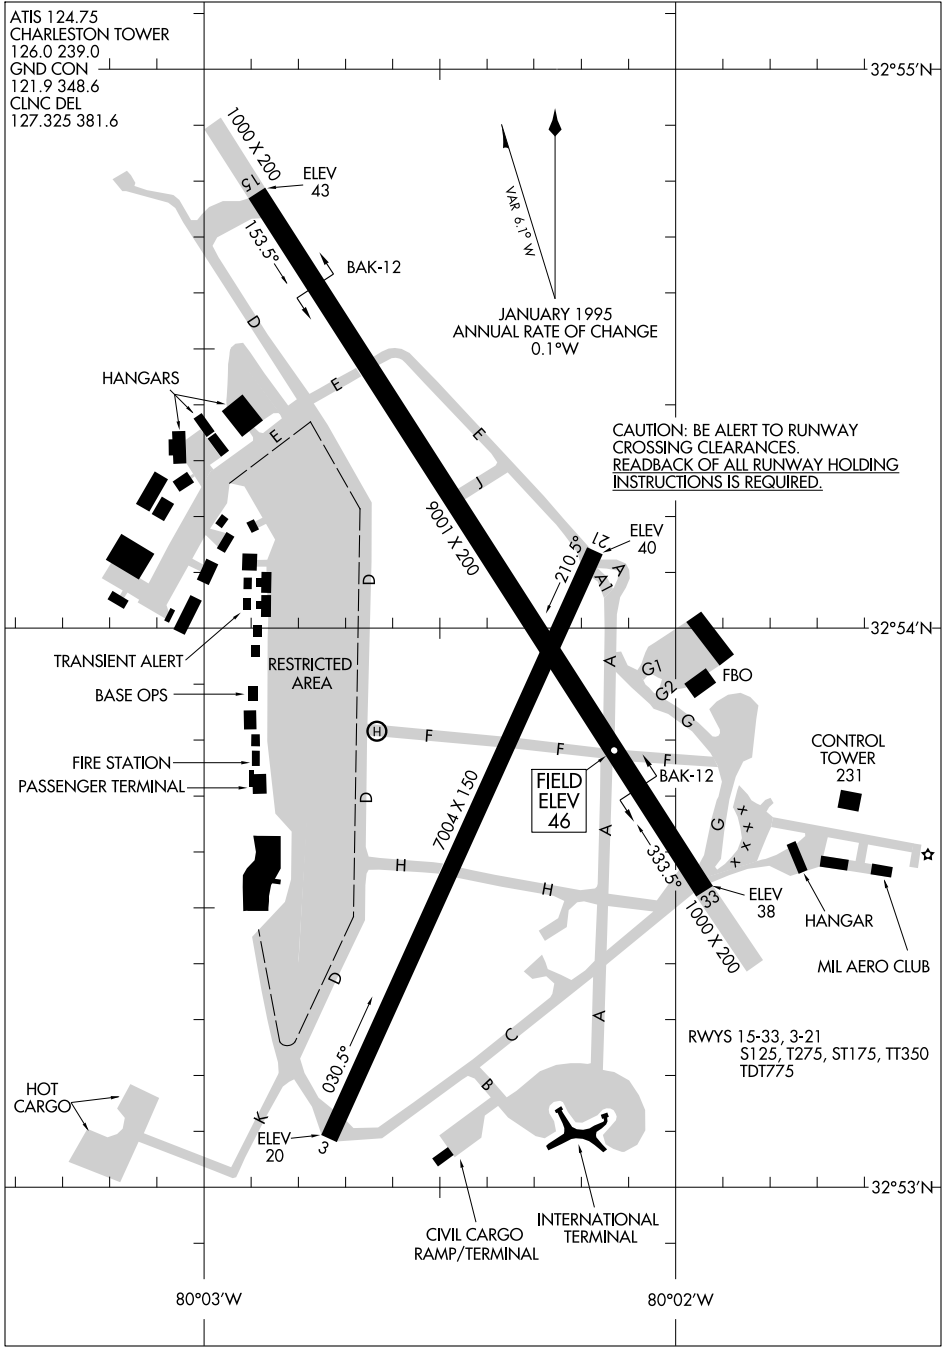 ATIS 124.75
CHARLESTON TOWER
126.0 239.0
GND CON
121.9 348.6
CLNC DEL
127.325 381.6
32°55'N
1000 X 200
15
ELEV
43
153.5°
BAK-12
VAR 6.1° W
JANUARY 1995
ANNUAL RATE OF CHANGE
0.1°W
D
HANGARS
E
E
E
J
CAUTION: BE ALERT TO RUNWAY
CROSSING CLEARANCES.
READBACK OF ALL RUNWAY HOLDING
INSTRUCTIONS IS REQUIRED.
9001 X 200
21
ELEV
40
210.5°
A
A1
D
32°54'N
TRANSIENT ALERT
RESTRICTED
AREA
A
G1
G2
FBO
BASE OPS
G
H
F
F
F
FIRE STATION
PASSENGER TERMINAL
D
7004 X 150
FIELD
ELEV
46
BAK-12
CONTROL
TOWER
231
A
G
X
X
X
X
333.5°
H
H
33
ELEV
38
1000 X 200
HANGAR
MIL AERO CLUB
D
C
A
RWYS 15-33, 3-21
S125, T275, ST175, TT350
TDT775
030.5°
B
HOT
CARGO
K
ELEV
20
3
32°53'N
CIVIL CARGO
RAMP/TERMINAL
INTERNATIONAL
TERMINAL
80°03'W
80°02'W